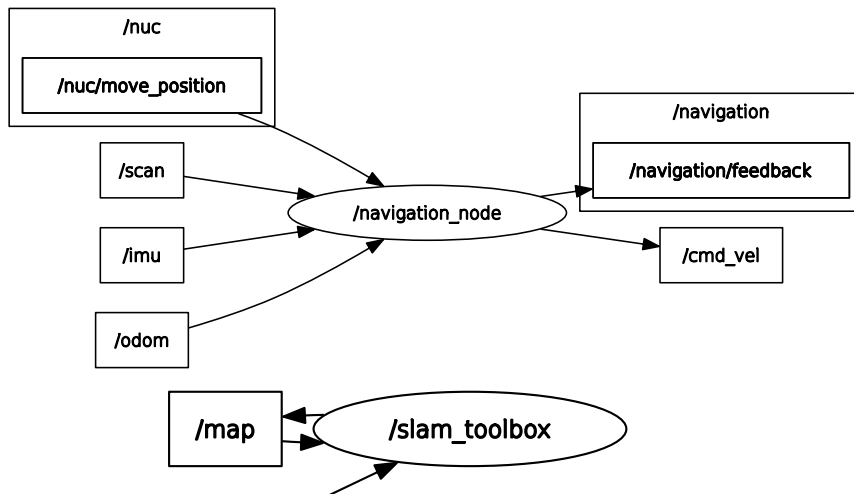 /nuc
/nuc/move_position
/navigation
/scan
/navigation/feedback
/navigation_node
/imu
/cmd_vel
/odom
/map
/slam_toolbox